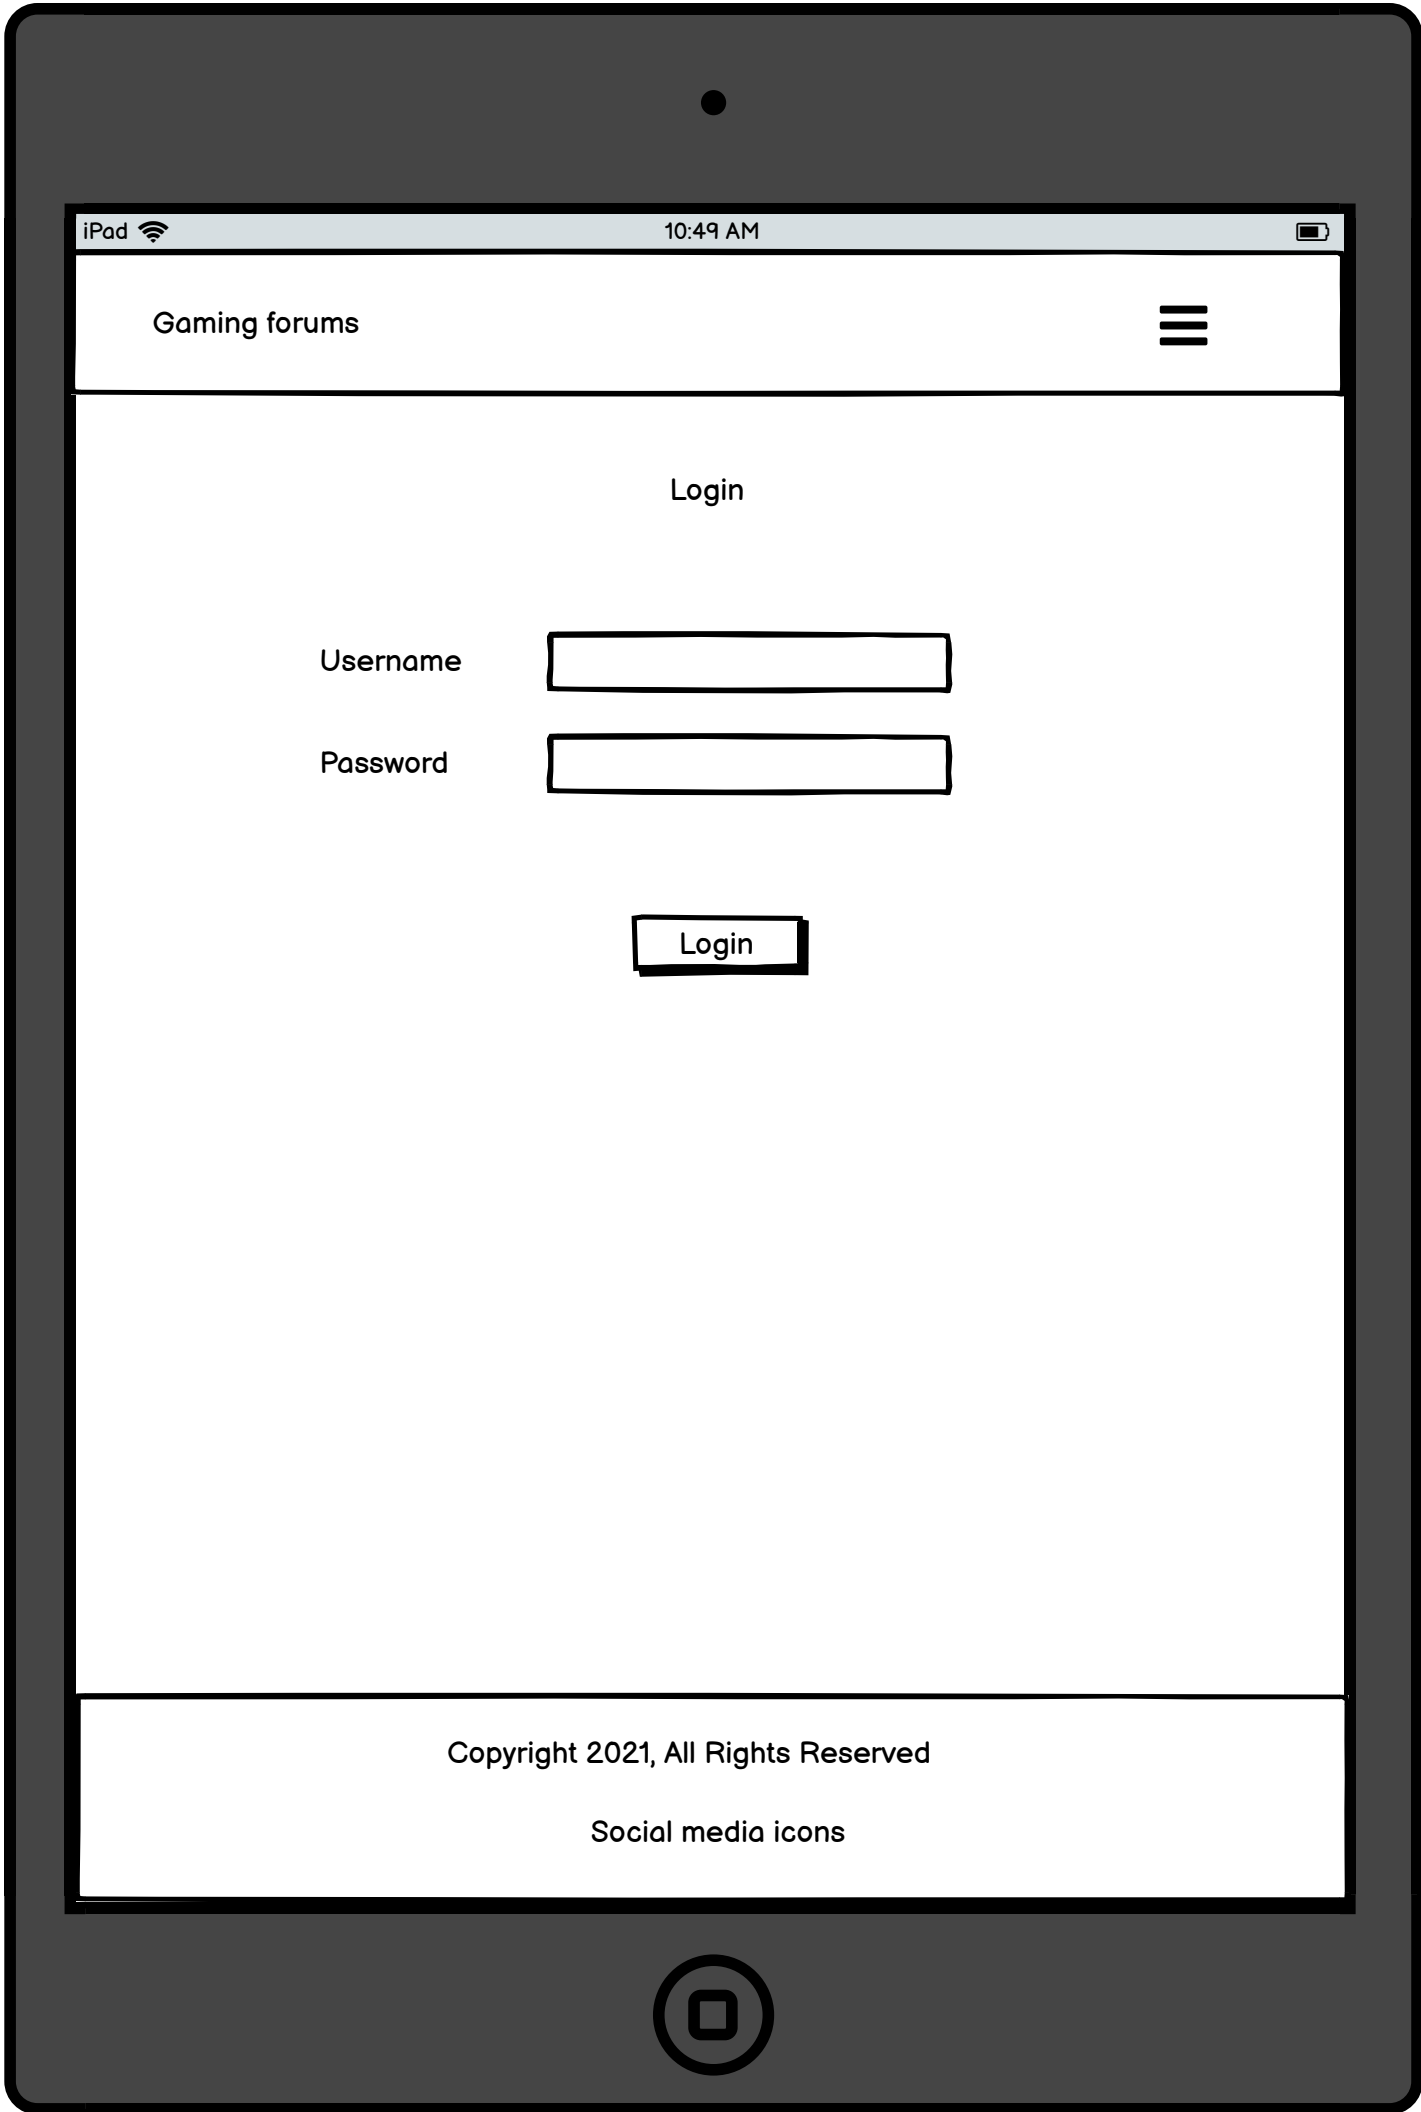 iPad
10:49 AM
Gaming forums
Login
Username
Password
Login
Copyright 2021, All Rights Reserved
Social media icons